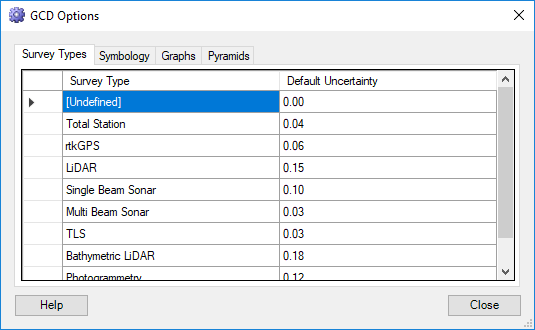 GCD Options
Survey Types Symbology Graphs Pyramids
Survey Type Default Uncertainty
[Undefined] 0.00
Total Station 0.04
rtkGPS 0.06
LiDAR 0.15
Single Beam Sonar 0.10
Multi Beam Sonar 0.03
TLS 0.03
Bathymetric LiDAR 0.18
Photogrammetry 0.12
Help Close